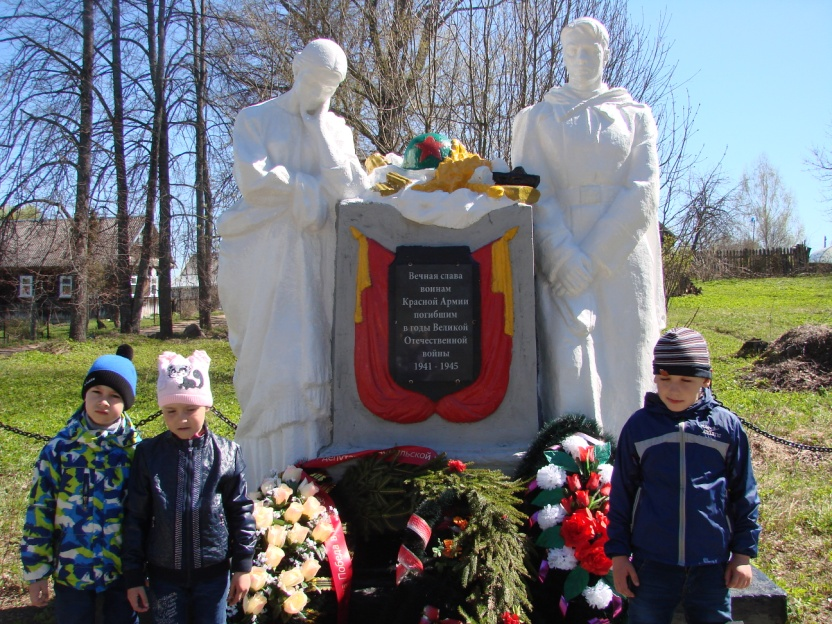 Вечная слава
воинам
Красной Армии
погибшим
в годы Великой
Отечественной
войны
1941 - 1945